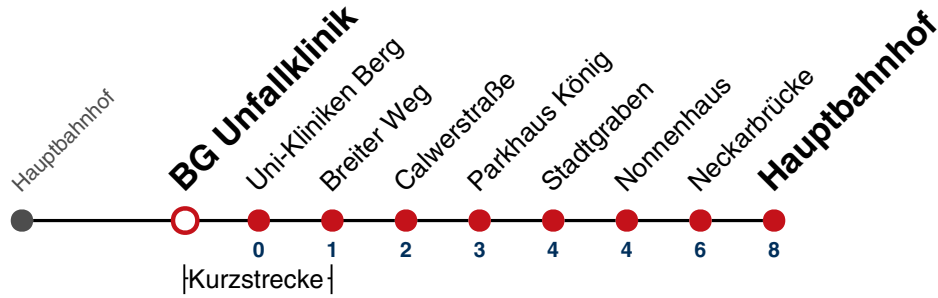 Hauptbahnhof
BG Unfallklinik
Uni-Kliniken Berg
Breiter Weg
Calwerstraße
Parkhaus König
Stadtgraben
Nonnenhaus
Neckarbrücke
Hauptbahnhof
0 1 2 3 4 4 6 8
Kurzstrecke